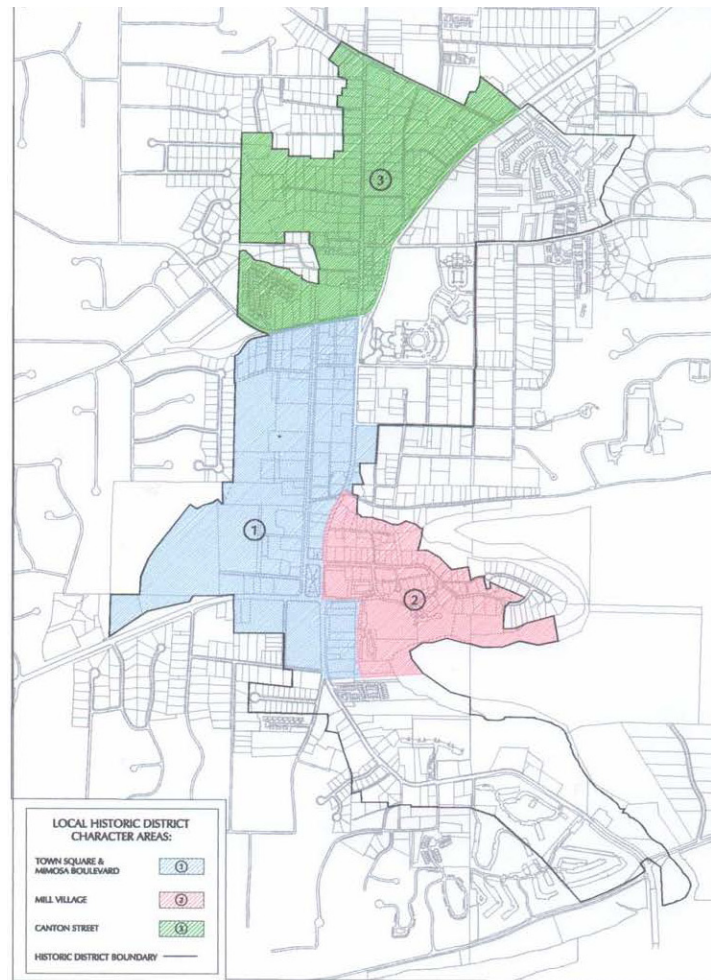 3
1
2
LOCAL HISTORIC DISTRICT
CHARACTER AREAS:
TOWN SQUARE &
MIMOSA BOULEVARD
1
MILL VILLAGE
2
CANTON STREET
3
HISTORIC DISTRICT BOUNDARY